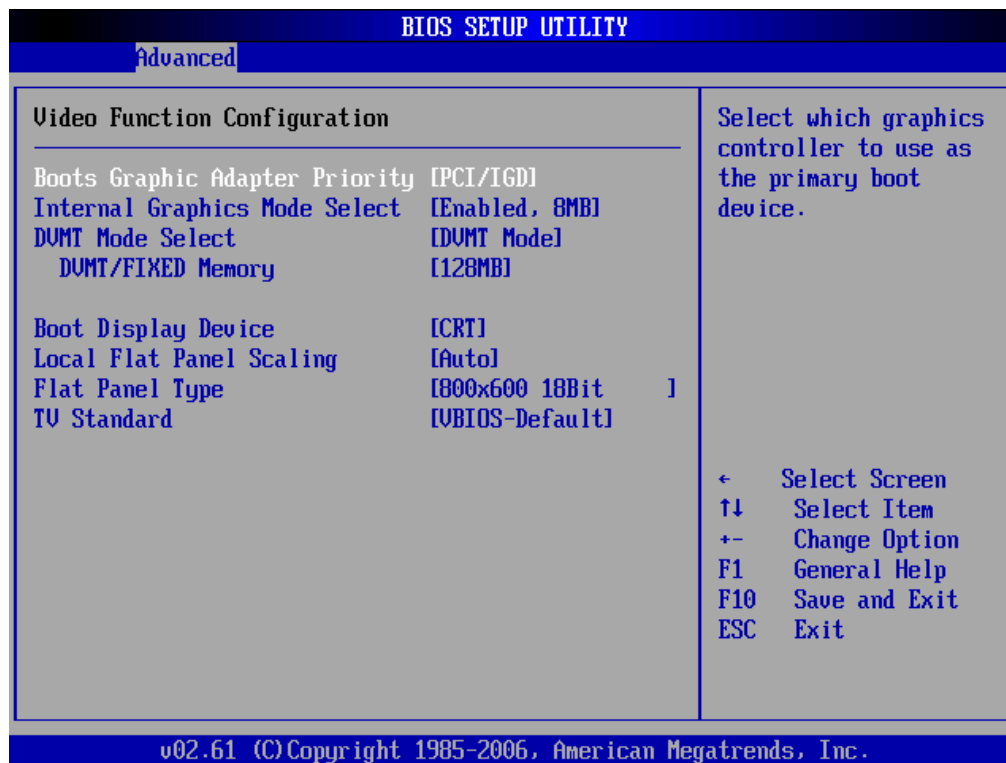 BIOS SETUP UTILITY
Advanced
Video Function Configuration
Boots Graphic Adapter Priority [PCI/IGD]
Internal Graphics Mode Select [Enabled, 8MB]
DVMT Mode Select [DVMT Mode]
DVMT/FIXED Memory [128MB]
Boot Display Device [CRT]
Local Flat Panel Scaling [Auto]
Flat Panel Type [800x600 18Bit ]
TV Standard [VBIOS-Default]
Select which graphics
controller to use as
the primary boot
device.
← Select Screen
↑↓ Select Item
+- Change Option
F1 General Help
F10 Save and Exit
ESC Exit
v02.61 (C)Copyright 1985-2006, American Megatrends, Inc.